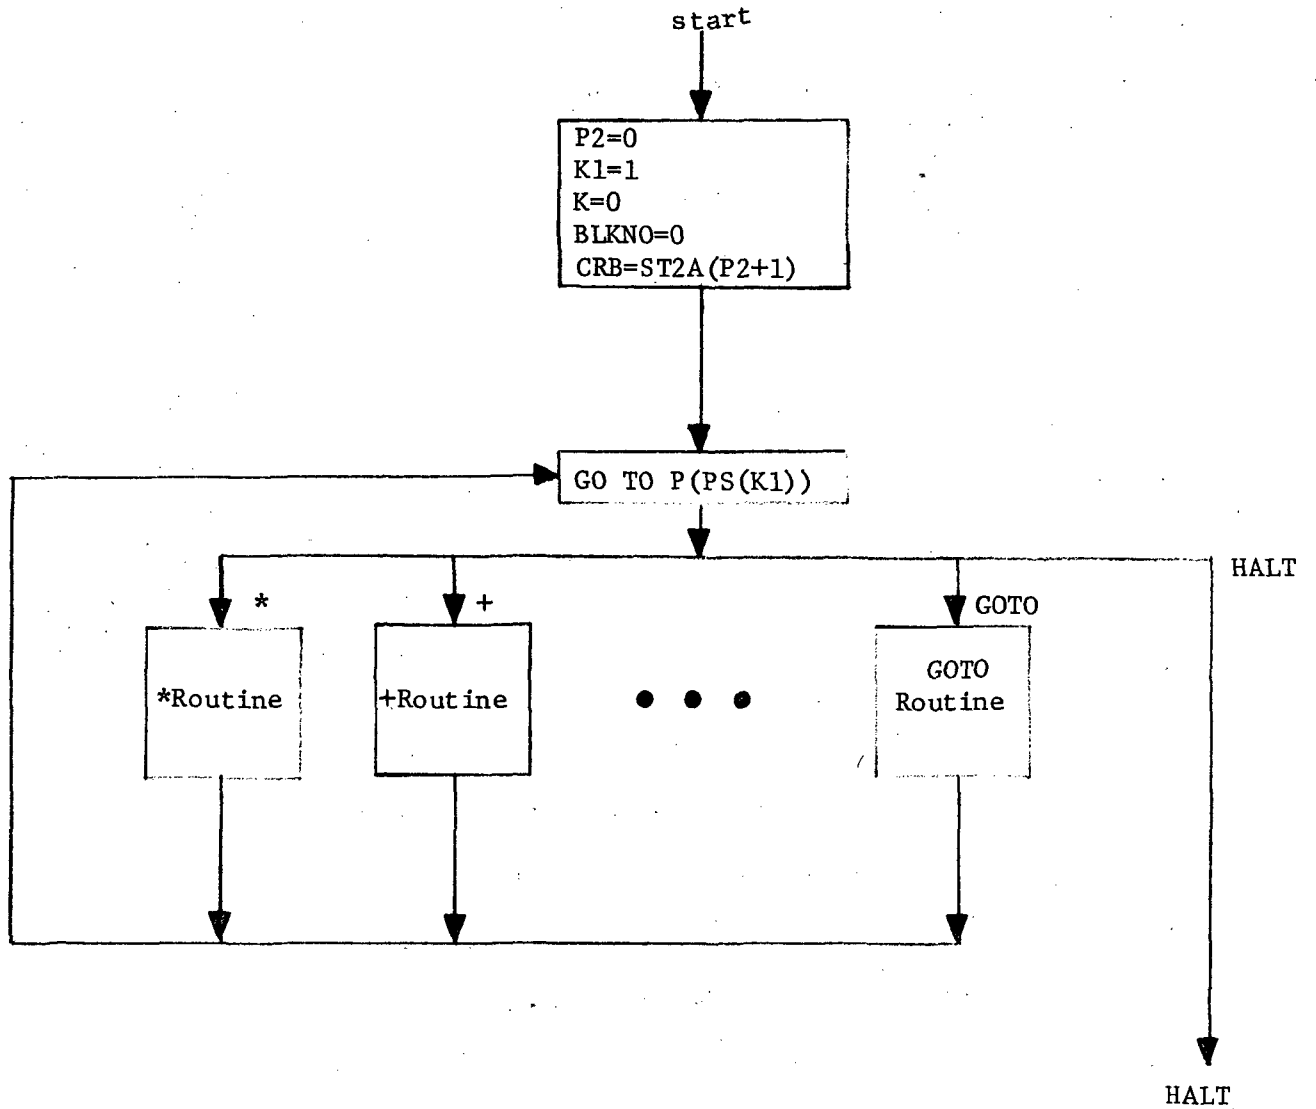 start
P2=0
K1=1
K=0
BLKNO=0
CRB=ST2A(P2+1)
GO TO P(PS(K1))
HALT
*
+
GOTO
*Routine
+Routine
GOTO
Routine
HALT